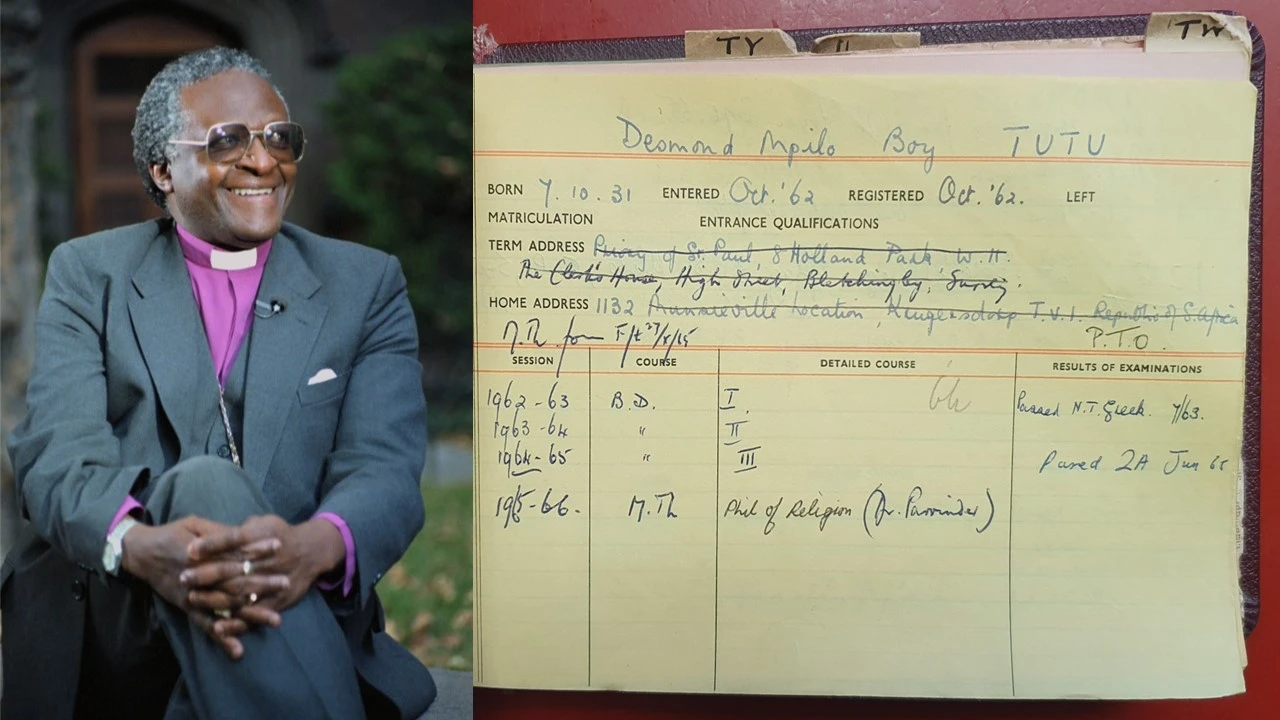 TY TW
Desmond Mpilo Boy TUTU
BORN 7.10.31 ENTERED Oct. '62 REGISTERED Oct. '62. LEFT
MATRICULATION ENTRANCE QUALIFICATIONS
TERM ADDRESS Priory of St. Paul, 8 Holland Park W.11.
The Clerk's House, High Street, Bletchingley, Surrey.
HOME ADDRESS 1132 Munsieville Location, Krugersdorp T.V.l. Republic of S. Africa
M.Th from P.T.O.
SESSION COURSE DETAILED COURSE RESULTS OF EXAMINATIONS
1962-63 B.D. I. Passed N.T. Greek. 7/63.
1963-64 " II
1964-65 " III Passed 2A Jun 65
1965-66. M.Th Phil of Religion (Dr. Parrinder)